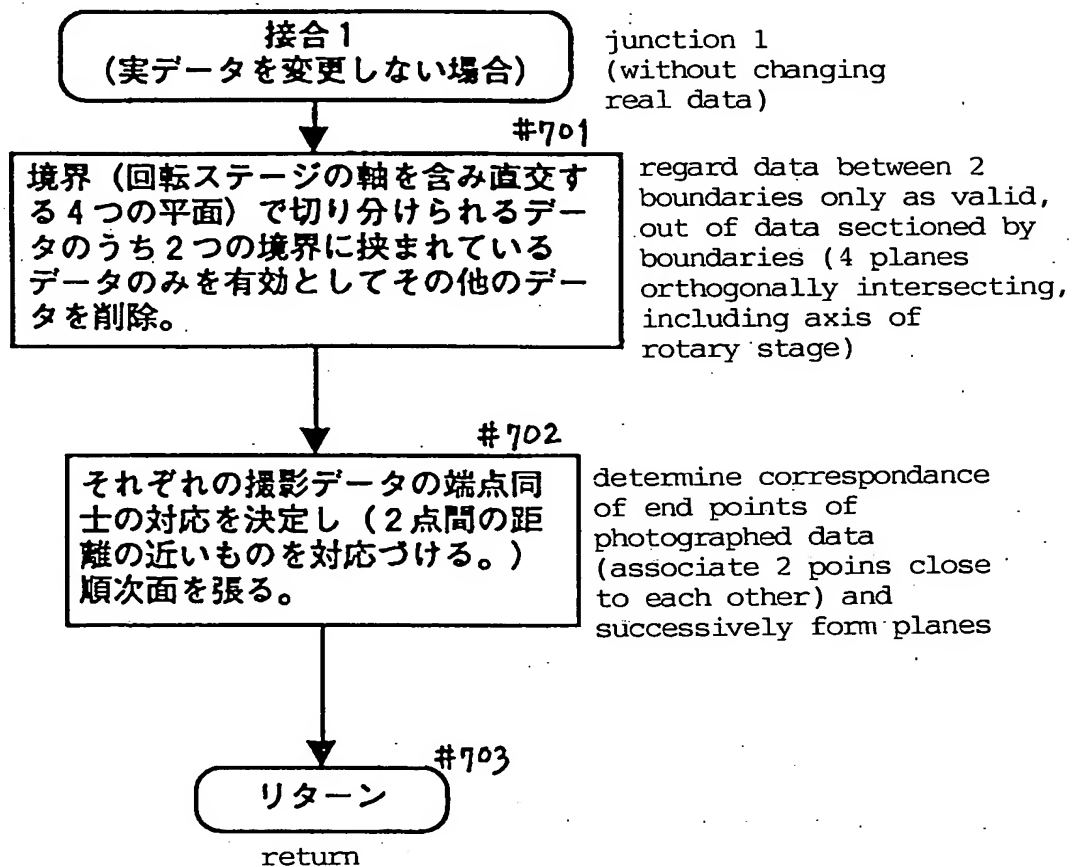 接合1
(実データを変更しない場合)
junction 1
(without changing
real data)
#701
境界(回転ステージの軸を含み直交す
る4つの平面)で切り分けられるデー
タのうち2つの境界に挟まれている
データのみを有効としてその他のデー
タを削除。
regard data between 2
boundaries only as valid,
out of data sectioned by
boundaries (4 planes
orthogonally intersecting,
including axis of
rotary stage)
#702
それぞれの撮影データの端点同
士の対応を決定し(2点間の距
離の近いものを対応づける。)
順次面を張る。
determine correspondance
of end points of
photographed data
(associate 2 poins close
to each other) and
successively form planes
#703
リターン
return